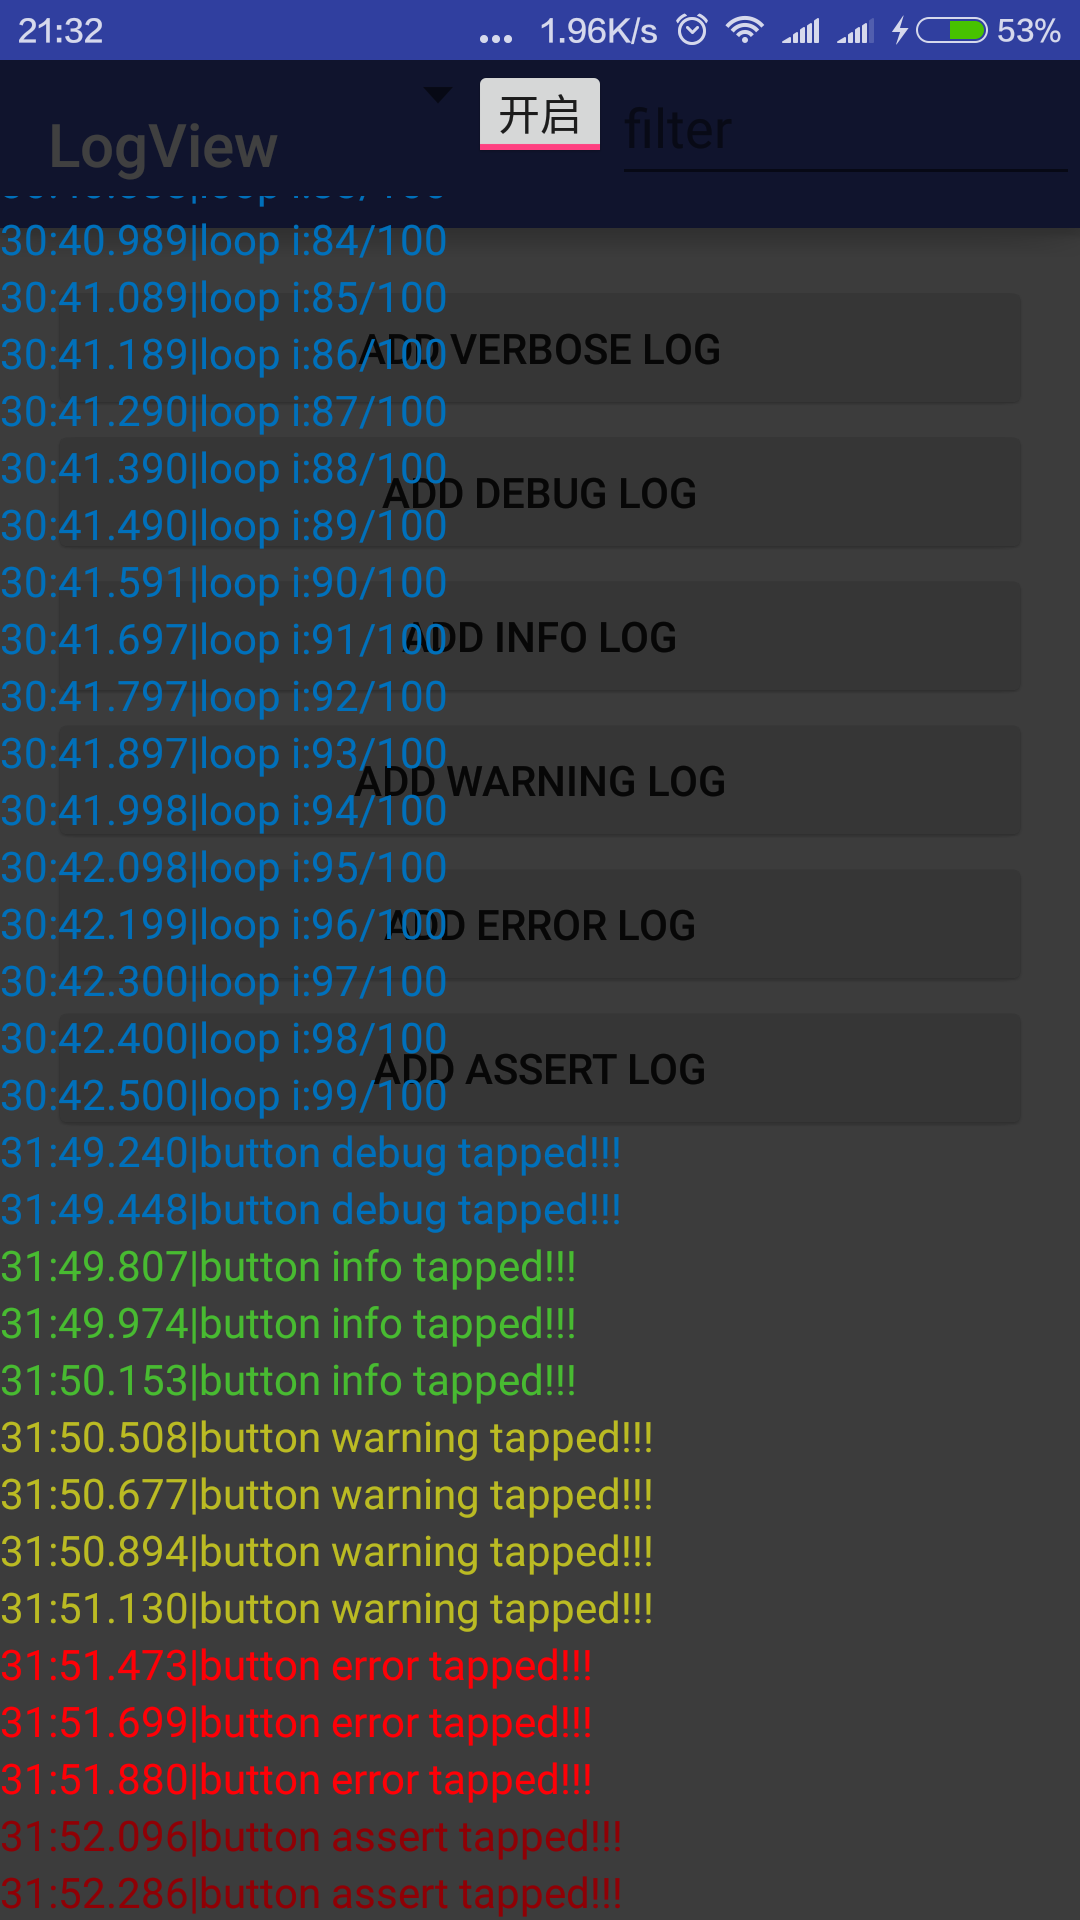 21:32 ... 1.96K/s 53%
LogView 开启 filter
30:40.989|loop i:84/100
30:41.089|loop i:85/100
ADD VERBOSE LOG
30:41.189|loop i:86/100
30:41.290|loop i:87/100
30:41.390|loop i:88/100
ADD DEBUG LOG
30:41.490|loop i:89/100
30:41.591|loop i:90/100
30:41.697|loop i:91/100
ADD INFO LOG
30:41.797|loop i:92/100
30:41.897|loop i:93/100
ADD WARNING LOG
30:41.998|loop i:94/100
30:42.098|loop i:95/100
30:42.199|loop i:96/100
ADD ERROR LOG
30:42.300|loop i:97/100
30:42.400|loop i:98/100
ADD ASSERT LOG
30:42.500|loop i:99/100
31:49.240|button debug tapped!!!
31:49.448|button debug tapped!!!
31:49.807|button info tapped!!!
31:49.974|button info tapped!!!
31:50.153|button info tapped!!!
31:50.508|button warning tapped!!!
31:50.677|button warning tapped!!!
31:50.894|button warning tapped!!!
31:51.130|button warning tapped!!!
31:51.473|button error tapped!!!
31:51.699|button error tapped!!!
31:51.880|button error tapped!!!
31:52.096|button assert tapped!!!
31:52.286|button assert tapped!!!